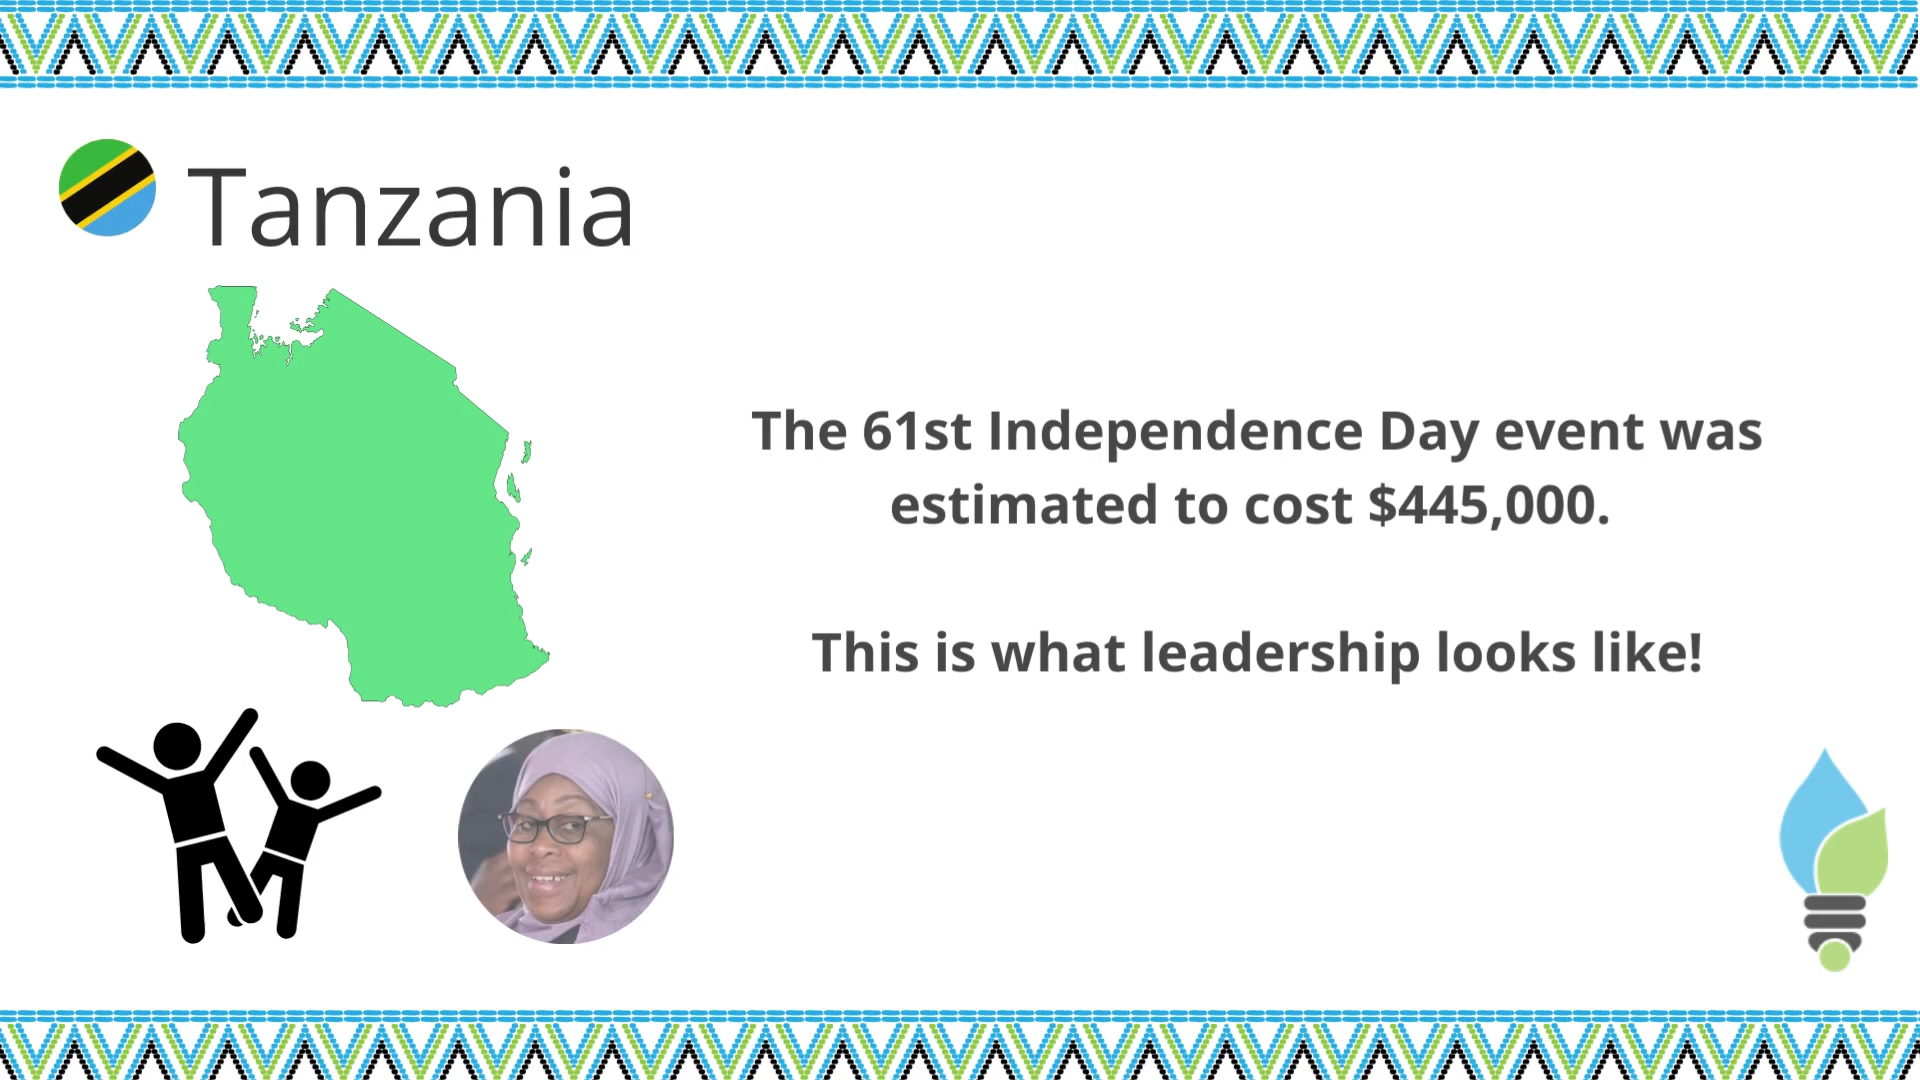 Tanzania
The 61st Independence Day event was
estimated to cost $445,000.
This is what leadership looks like!